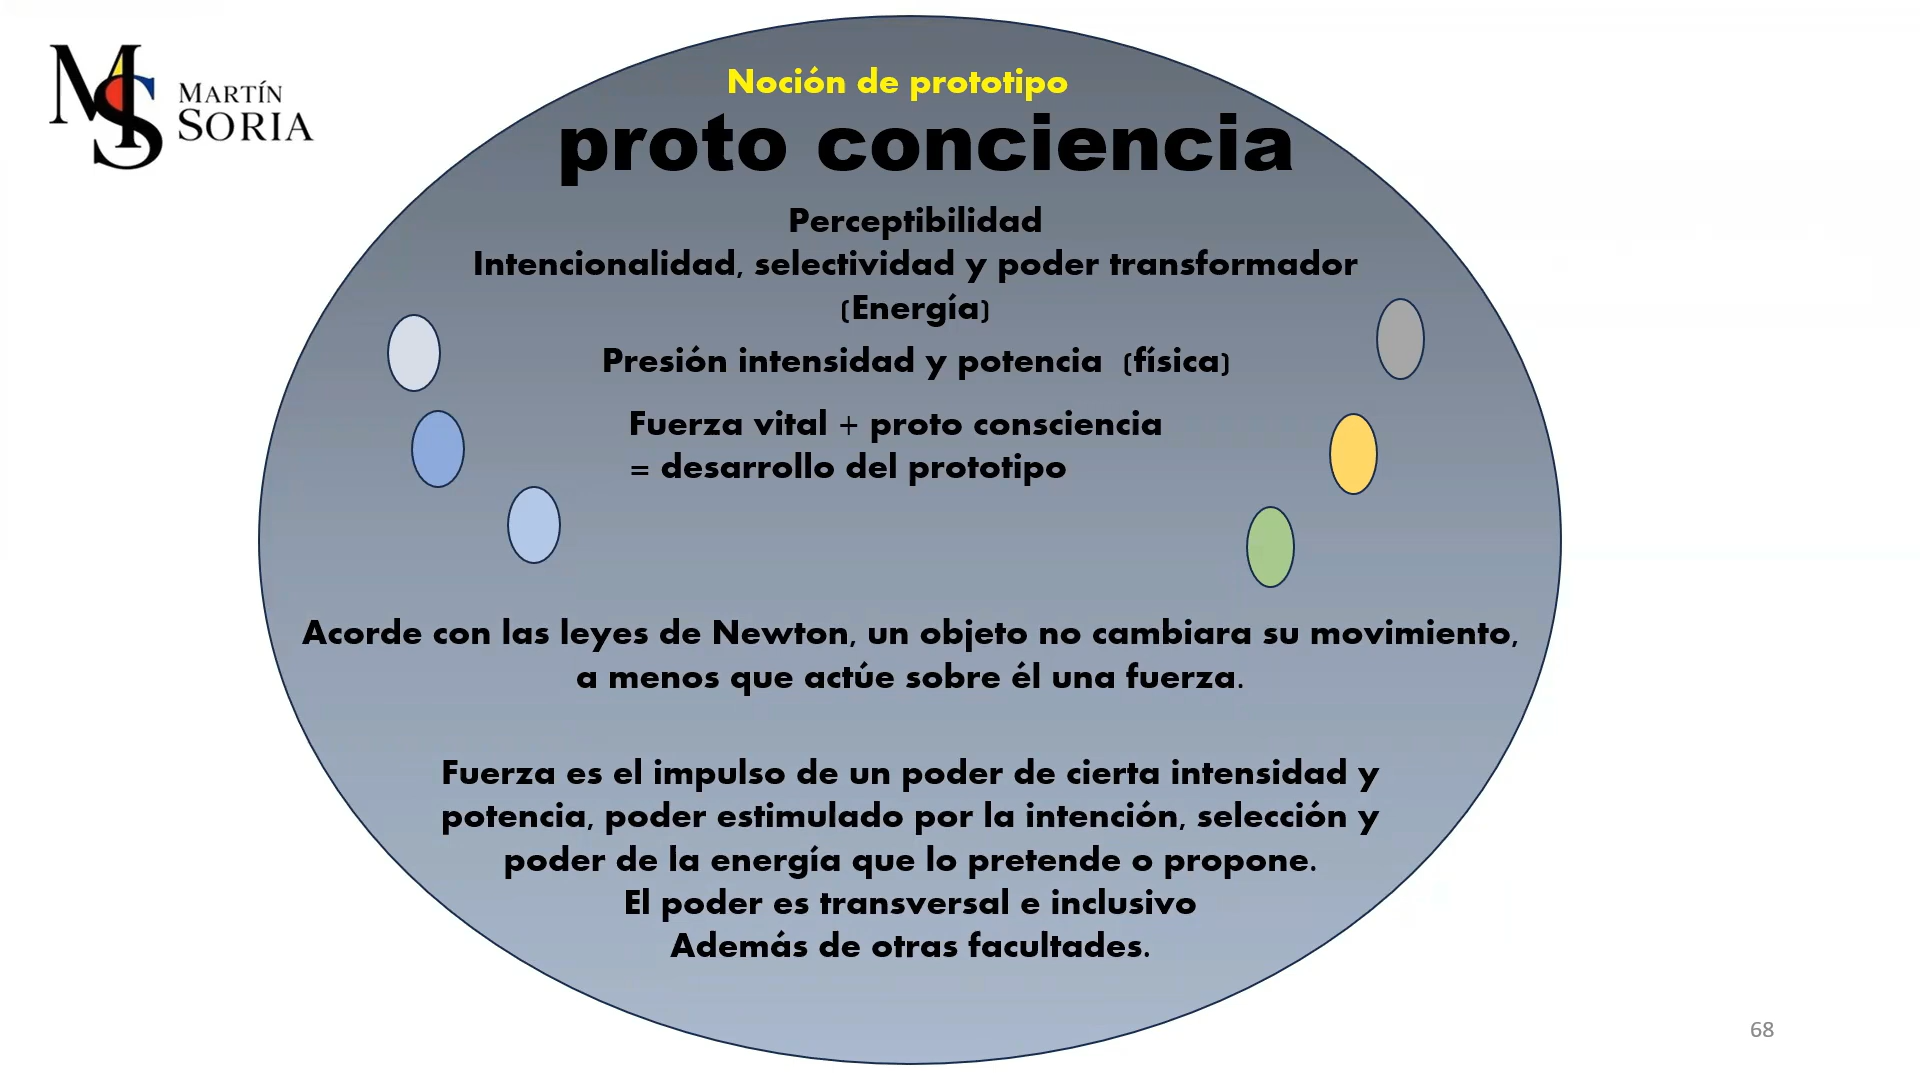 MS MARTÍN
SORIA
Noción de prototipo
proto conciencia
Perceptibilidad
Intencionalidad, selectividad y poder transformador
(Energía)
Presión intensidad y potencia (física)
Fuerza vital + proto consciencia
= desarrollo del prototipo
Acorde con las leyes de Newton, un objeto no cambiara su movimiento,
a menos que actúe sobre él una fuerza.
Fuerza es el impulso de un poder de cierta intensidad y
potencia, poder estimulado por la intención, selección y
poder de la energía que lo pretende o propone.
El poder es transversal e inclusivo
Además de otras facultades.
68